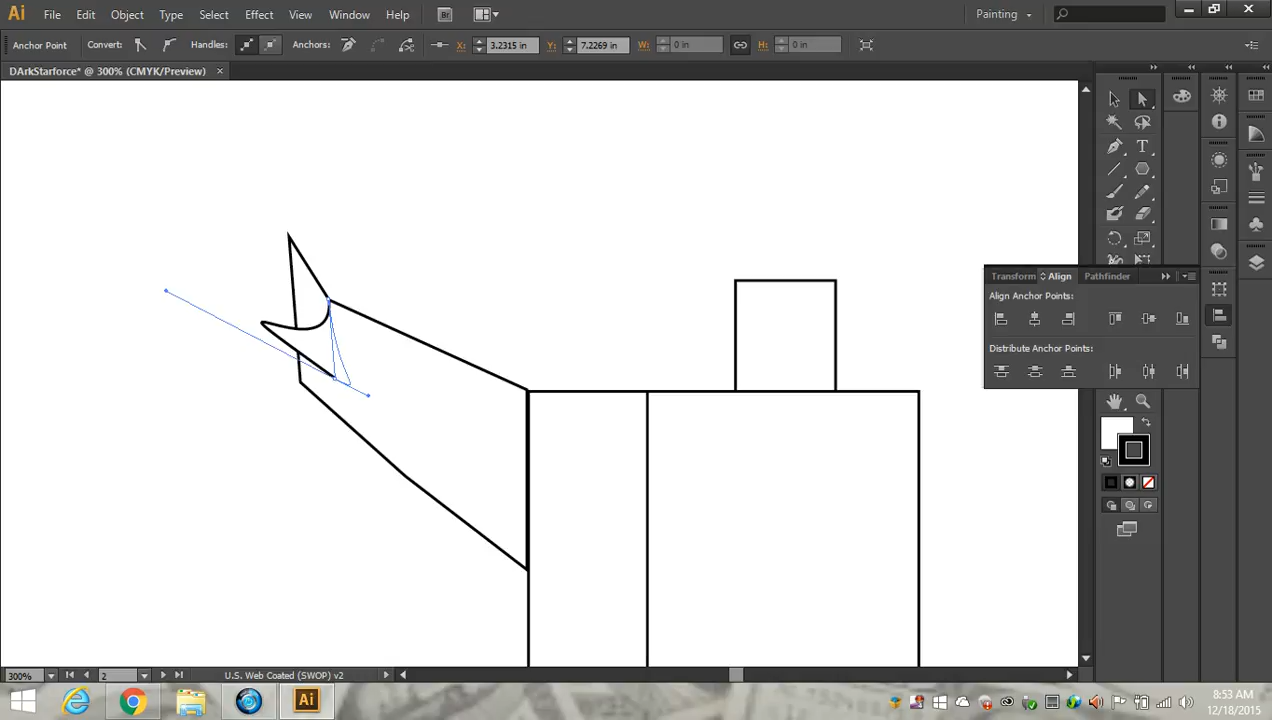 Ai File Edit Object Type Select Effect View Window Help Br Painting
Anchor Point Convert: Handles: Anchors: X: 3.2315 in Y: 7.2269 in W: 0 in H: 0 in
DArkStarforce* @ 300% (CMYK/Preview) ×
T
Transform Align Pathfinder
Align Anchor Points:
Distribute Anchor Points:
300% 2 U.S. Web Coated (SWOP) v2
Ai
8:53 AM
12/18/2015